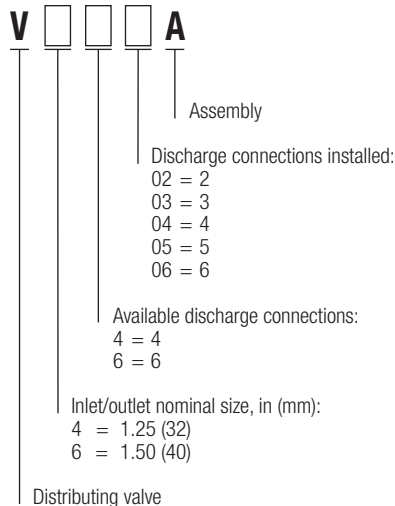 V A
Assembly
Discharge connections installed:
02 = 2
03 = 3
04 = 4
05 = 5
06 = 6
Available discharge connections:
4 = 4
6 = 6
Inlet/outlet nominal size, in (mm):
4 = 1.25 (32)
6 = 1.50 (40)
Distributing valve